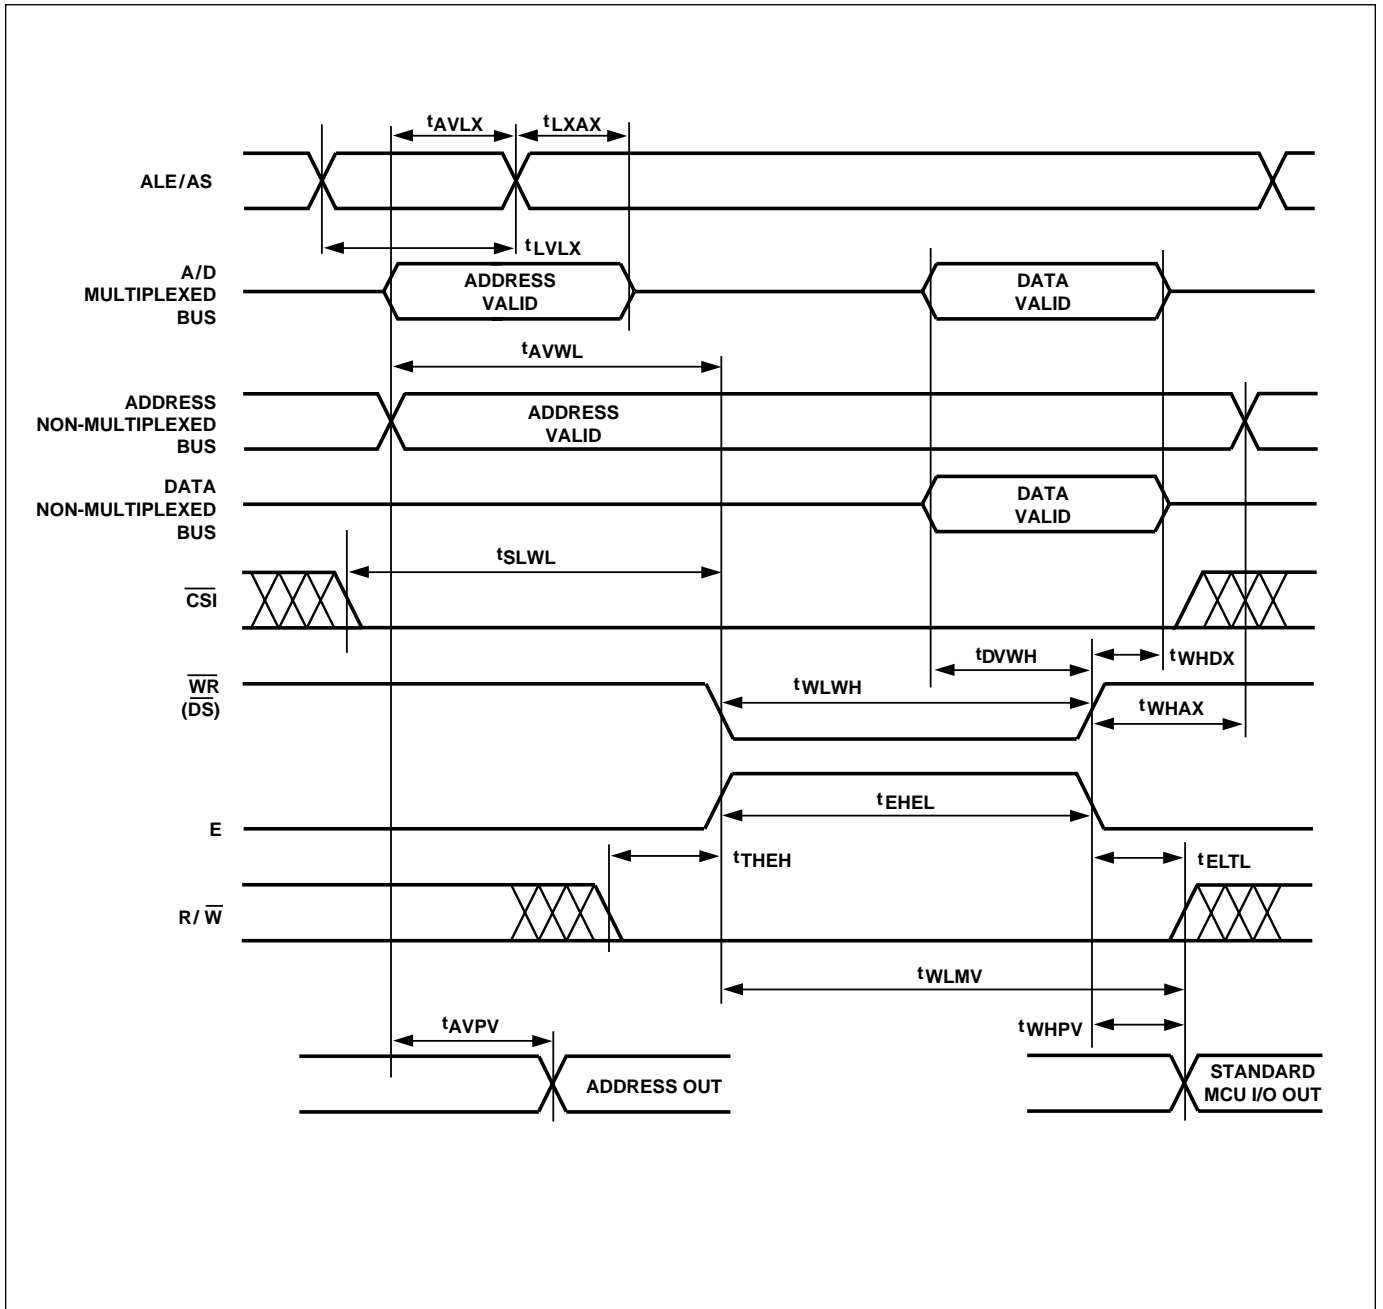 tAVLX
tLXAX
ALE/AS
tLVLX
A/D
MULTIPLEXED
BUS
ADDRESS
VALID
DATA
VALID
tAVWL
ADDRESS
NON-MULTIPLEXED
BUS
ADDRESS
VALID
DATA
NON-MULTIPLEXED
BUS
DATA
VALID
tSLWL
CSI
tDVWH
tWHDX
WR
(DS)
tWLWH
tWHAX
tEHEL
E
tTHEH
tELTL
R/W
tWLMV
tAVPV
tWHPV
ADDRESS OUT
STANDARD
MCU I/O OUT